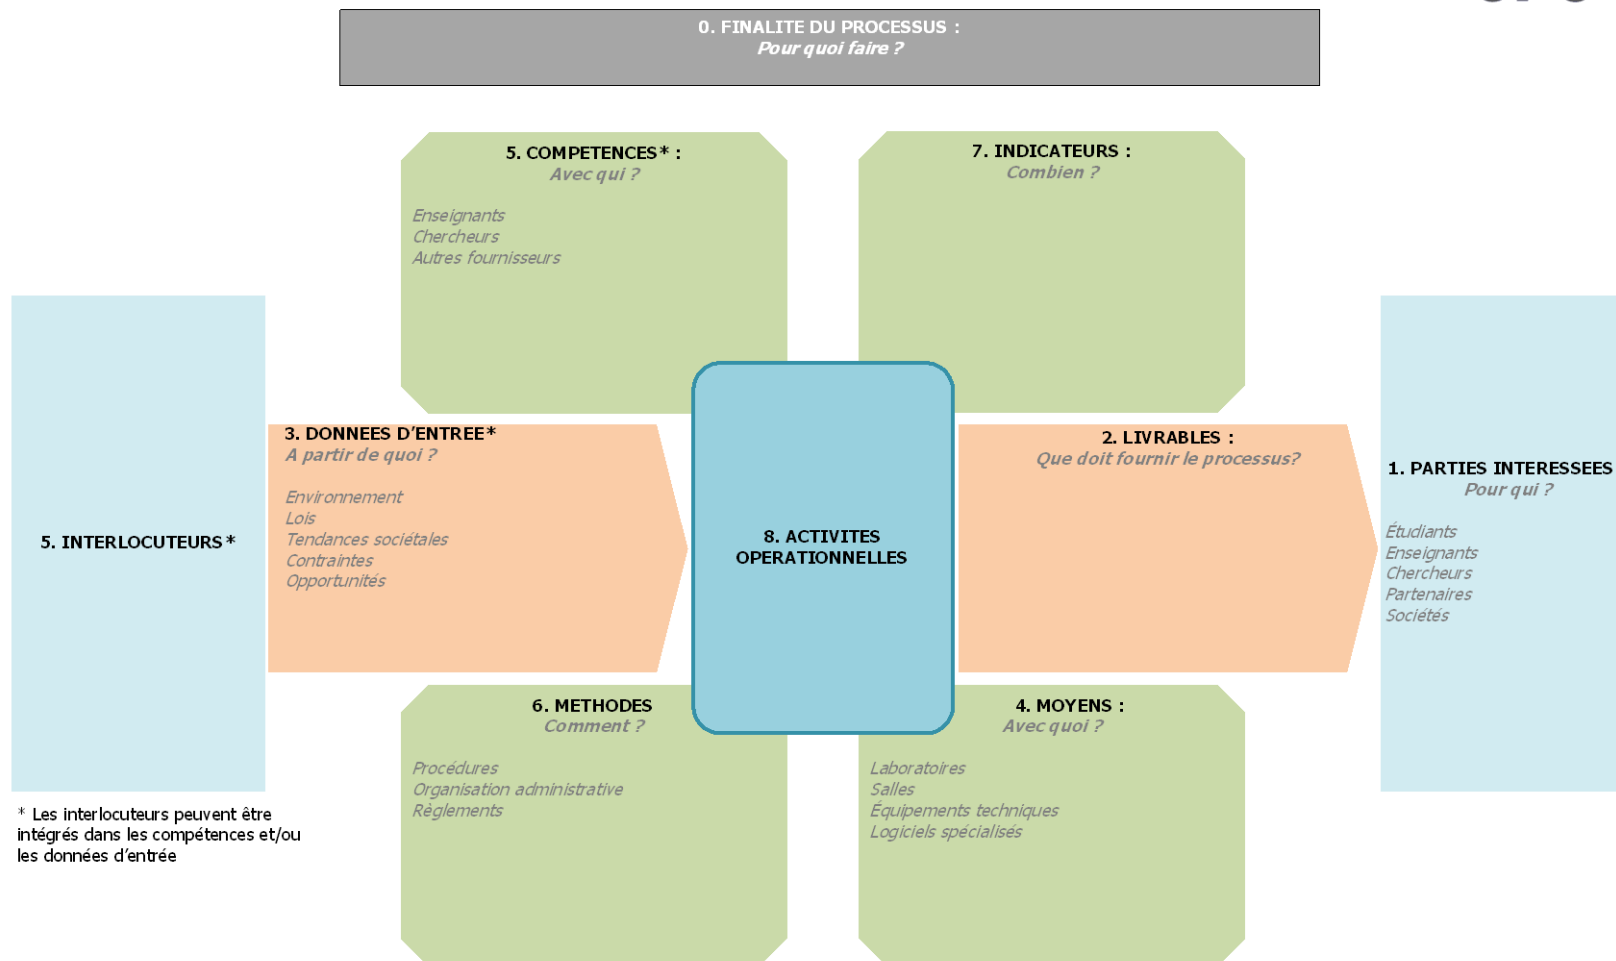 0. FINALITE DU PROCESSUS :
Pour quoi faire ?
5. COMPETENCES* :
Avec qui ?
Enseignants
Chercheurs
Autres fournisseurs
7. INDICATEURS :
Combien ?
5. INTERLOCUTEURS*
3. DONNEES D'ENTREE*
A partir de quoi ?
Environnement
Lois
Tendances sociétales
Contraintes
Opportunités
8. ACTIVITES
OPERATIONNELLES
2. LIVRABLES :
Que doit fournir le processus?
1. PARTIES INTERESSEES
Pour qui ?
Étudiants
Enseignants
Chercheurs
Partenaires
Sociétés
6. METHODES
Comment ?
Procédures
Organisation administrative
Règlements
4. MOYENS :
Avec quoi ?
Laboratoires
Salles
Équipements techniques
Logiciels spécialisés
* Les interlocuteurs peuvent être
intégrés dans les compétences et/ou
les données d'entrée